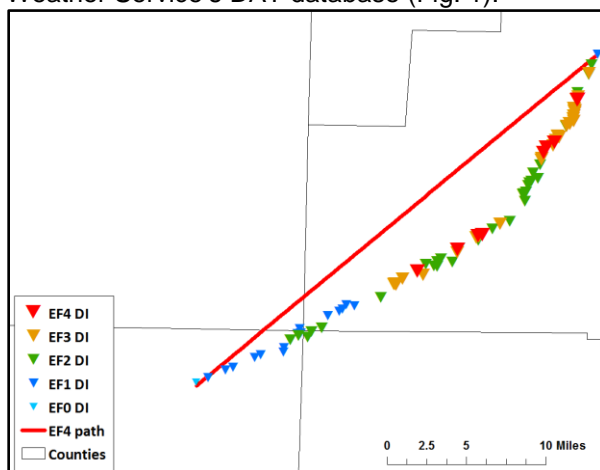 Weather Service's DAT database (Fig. 1).
EF4 DI
EF3 DI
EF2 DI
EF1 DI
EF0 DI
EF4 path
Counties
0 2.5 5 10 Miles